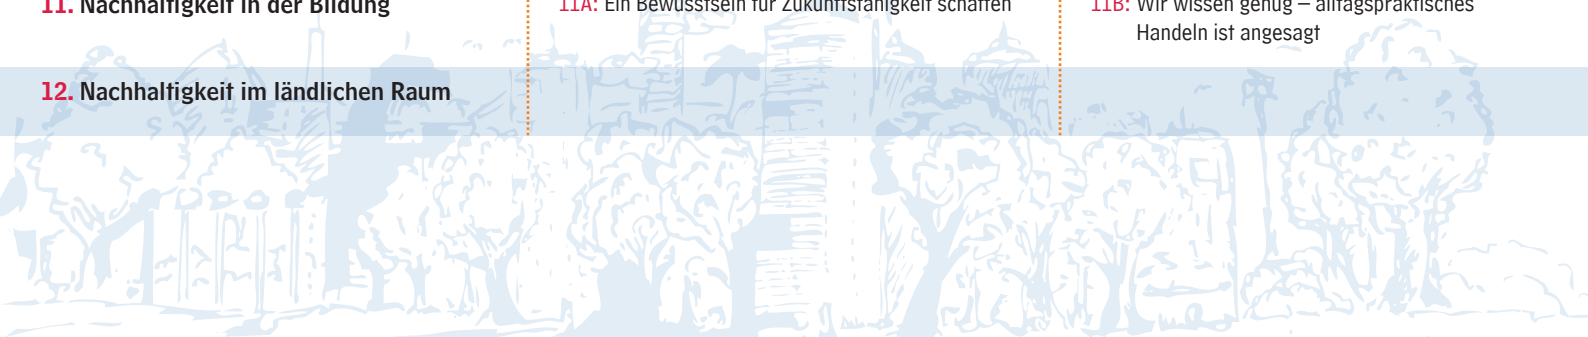 11. Nachhaltigkeit in der Bildung
11A: Ein Bewusstsein für Zukunftsfähigkeit schaffen
11B: Wir wissen genug – alltagspraktisches
Handeln ist angesagt
12. Nachhaltigkeit im ländlichen Raum